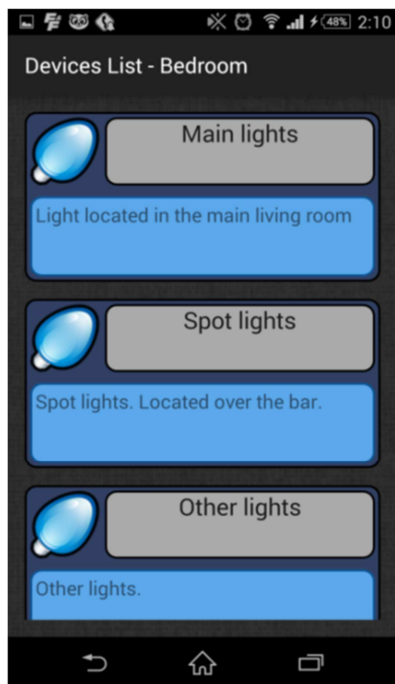 48% 2:10
Devices List - Bedroom
Main lights
Light located in the main living room
Spot lights
Spot lights. Located over the bar.
Other lights
Other lights.